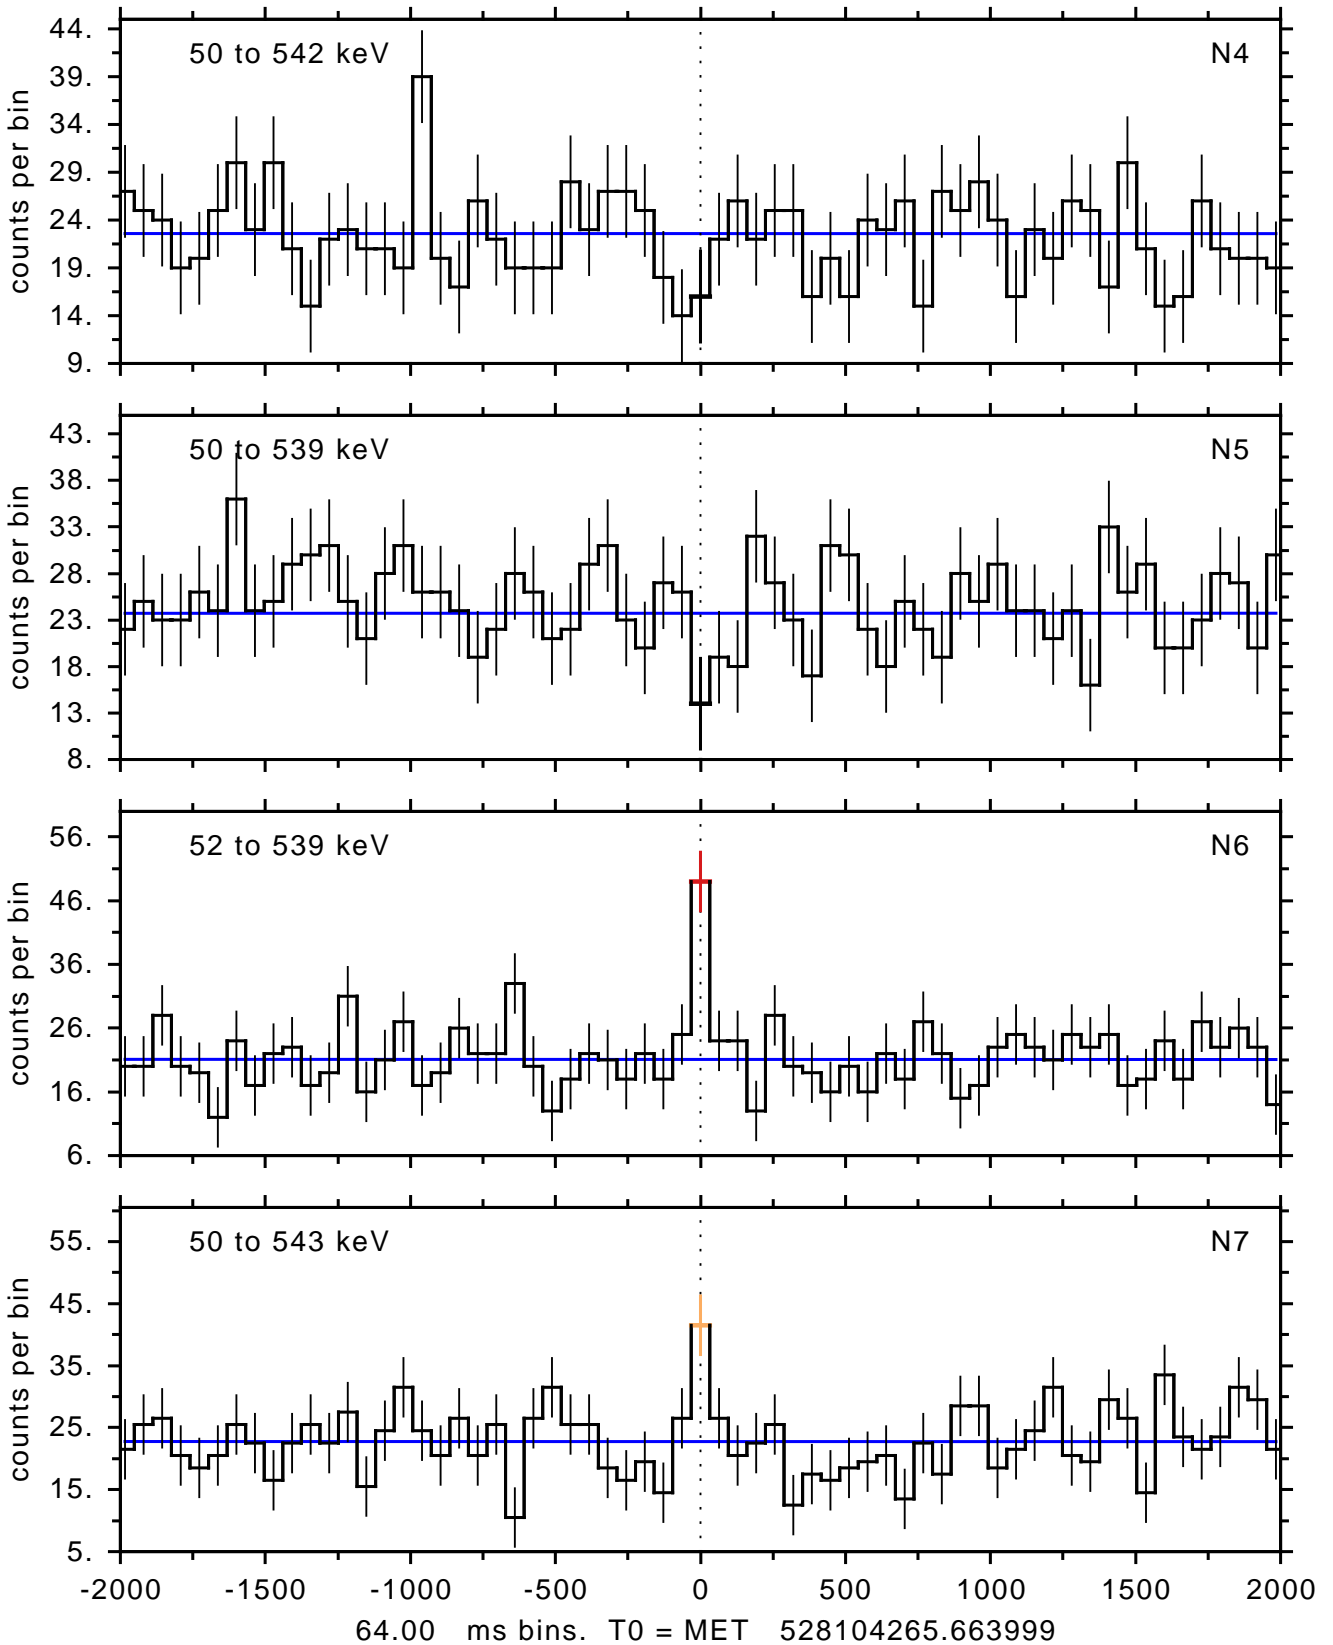 50 to 542 keV N4
counts per bin
44.
39.
34.
29.
24.
19.
14.
9.
50 to 539 keV N5
counts per bin
43.
38.
33.
28.
23.
18.
13.
8.
52 to 539 keV N6
counts per bin
56.
46.
36.
26.
16.
6.
50 to 543 keV N7
counts per bin
55.
45.
35.
25.
15.
5.
-2000 -1500 -1000 -500 0 500 1000 1500 2000
64.00 ms bins. T0 = MET 528104265.663999